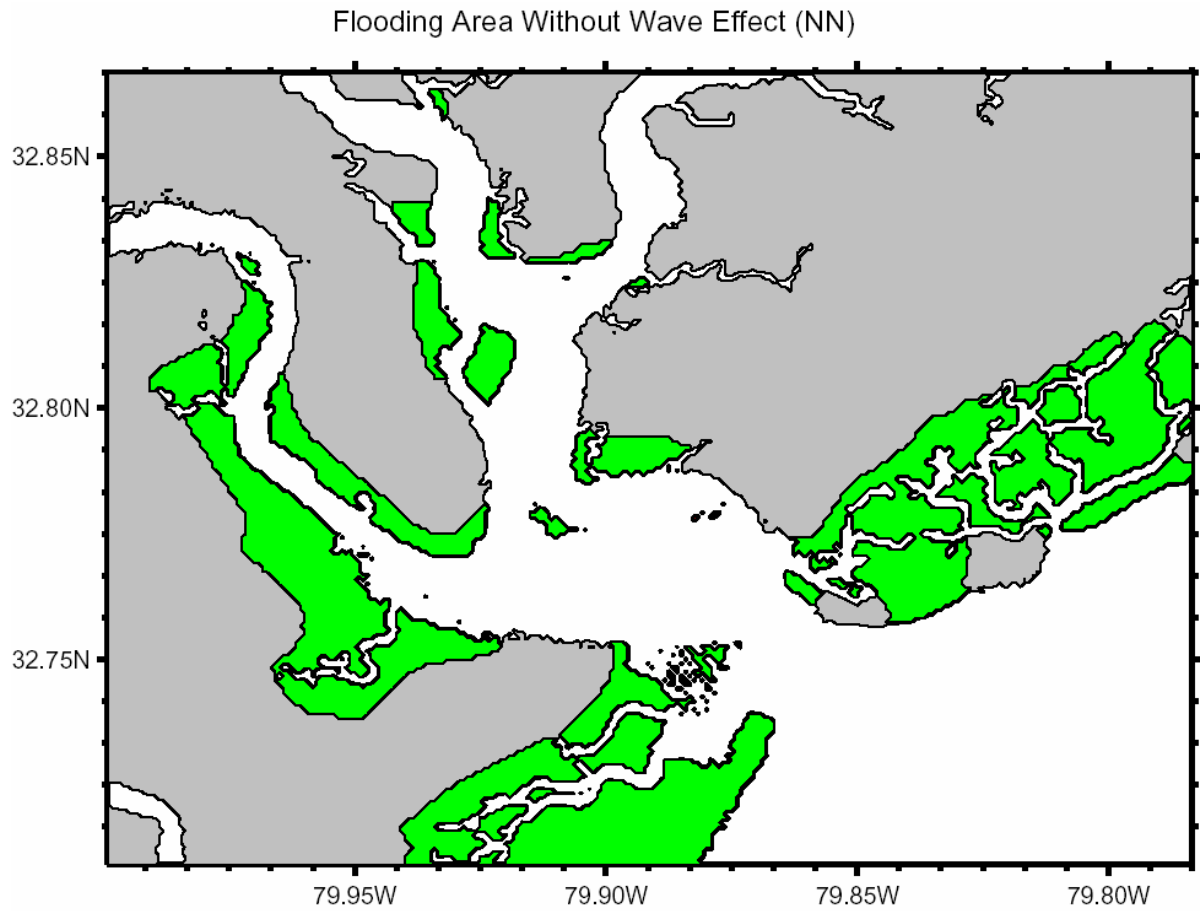 Flooding Area Without Wave Effect (NN)
32.85N
32.80N
32.75N
79.95W 79.90W 79.85W 79.80W